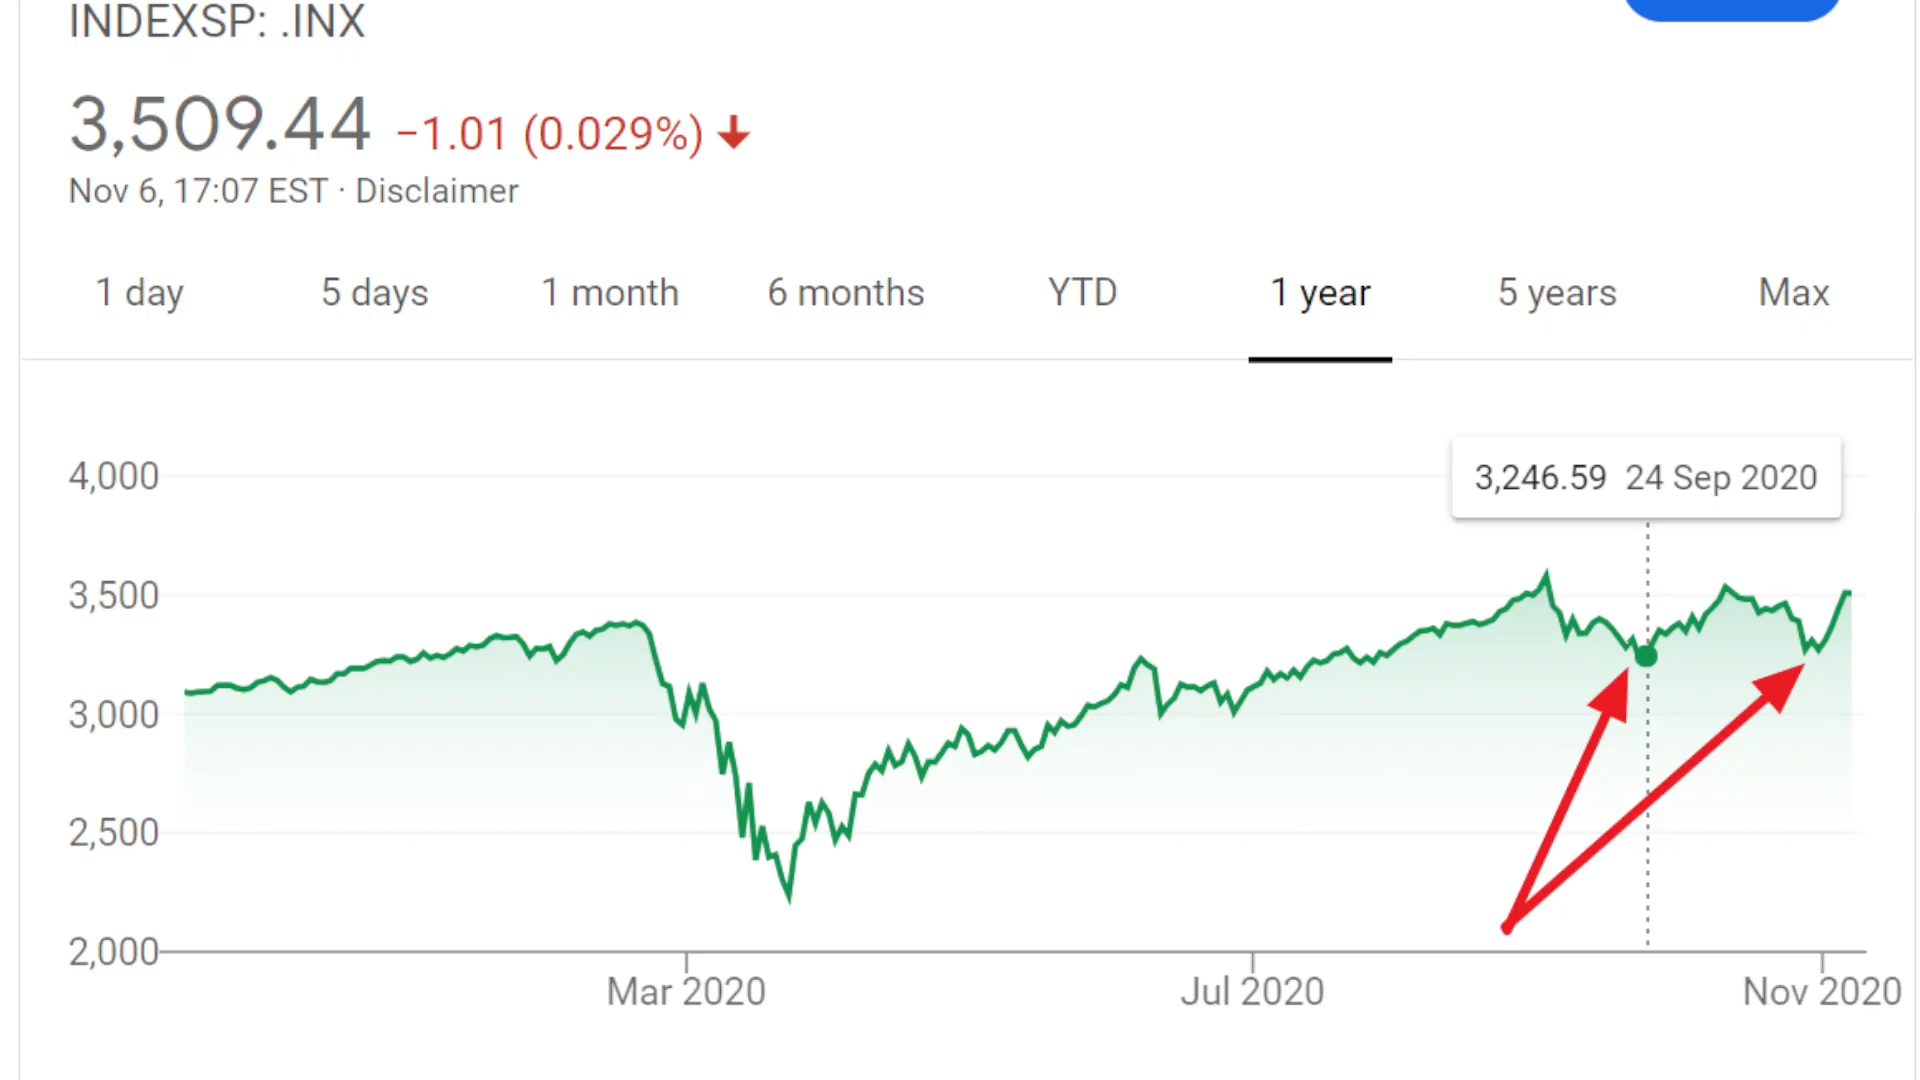 INDEXSP: .INX
3,509.44 −1.01 (0.029%)
Nov 6, 17:07 EST · Disclaimer
1 day 5 days 1 month 6 months YTD 1 year 5 years Max
4,000
3,246.59 24 Sep 2020
3,500
3,000
2,500
2,000
Mar 2020 Jul 2020 Nov 2020